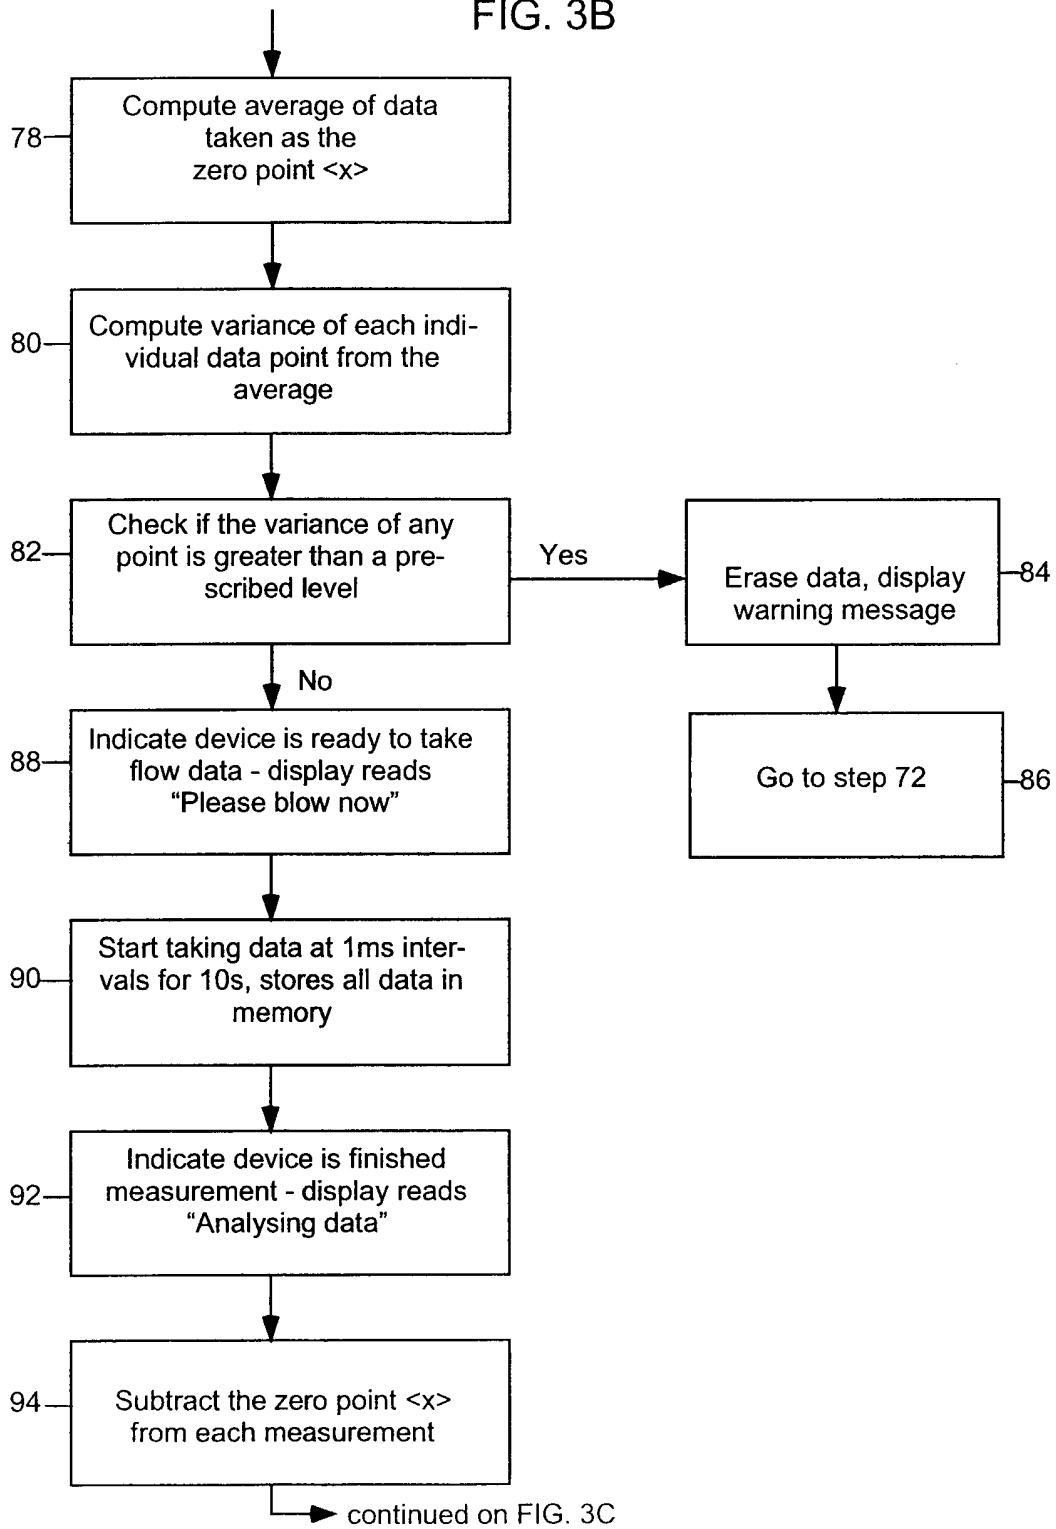 FIG. 3B
78
Compute average of data
taken as the
zero point <x>
80
Compute variance of each indi-
vidual data point from the
average
82
Check if the variance of any
point is greater than a pre-
scribed level
Yes
Erase data, display
warning message
84
No
Go to step 72
86
88
Indicate device is ready to take
flow data - display reads
“Please blow now”
90
Start taking data at 1ms inter-
vals for 10s, stores all data in
memory
92
Indicate device is finished
measurement - display reads
“Analysing data”
94
Subtract the zero point <x>
from each measurement
continued on FIG. 3C